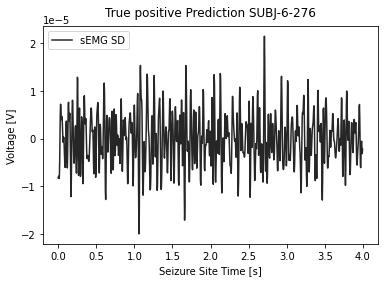 True positive Prediction SUBJ-6-276
1e−5
sEMG SD
2
1
0
−1
−2
Voltage [V]
0.0 0.5 1.0 1.5 2.0 2.5 3.0 3.5 4.0
Seizure Site Time [s]